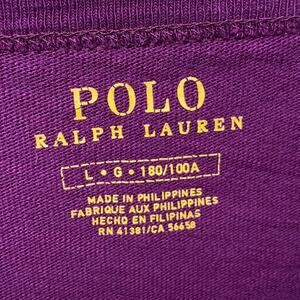 POLO
RALPH LAUREN
L • G • 180/100A
MADE IN PHILIPPINES
FABRIQUE AUX PHILIPPINES
HECHO EN FILIPINAS
RN 41381/CA 56658